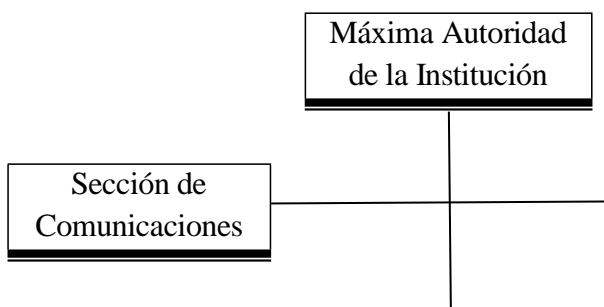 Máxima Autoridad
de la Institución
Sección de
Comunicaciones